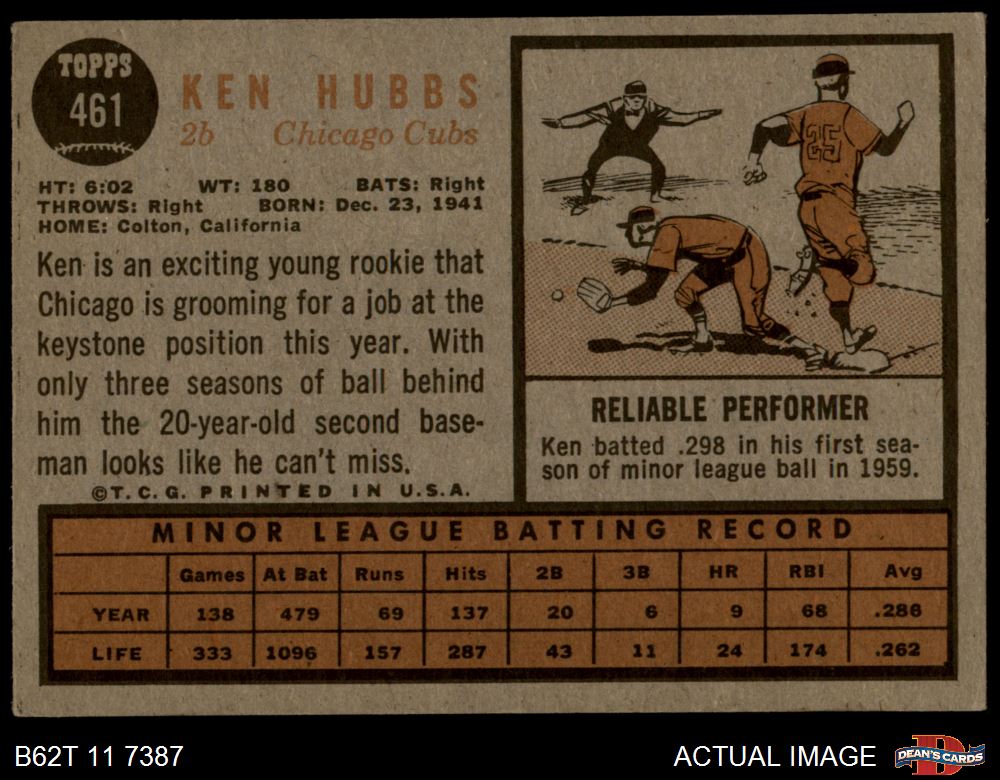 TOPPS
461
KEN HUBBS
2b Chicago Cubs
HT: 6:02 WT: 180 BATS: Right
THROWS: Right BORN: Dec. 23, 1941
HOME: Colton, California
Ken is an exciting young rookie that
Chicago is grooming for a job at the
keystone position this year. With
only three seasons of ball behind
him the 20-year-old second base-
man looks like he can't miss.
©T.C.G. PRINTED IN U.S.A.
25
RELIABLE PERFORMER
Ken batted .298 in his first sea-
son of minor league ball in 1959.
MINOR LEAGUE BATTING RECORD
Games At Bat Runs Hits 2B 3B HR RBI Avg
YEAR 138 479 69 137 20 6 9 68 .286
LIFE 333 1096 157 287 43 11 24 174 .262
B62T 11 7387
ACTUAL IMAGE
D
DEAN'S CARDS